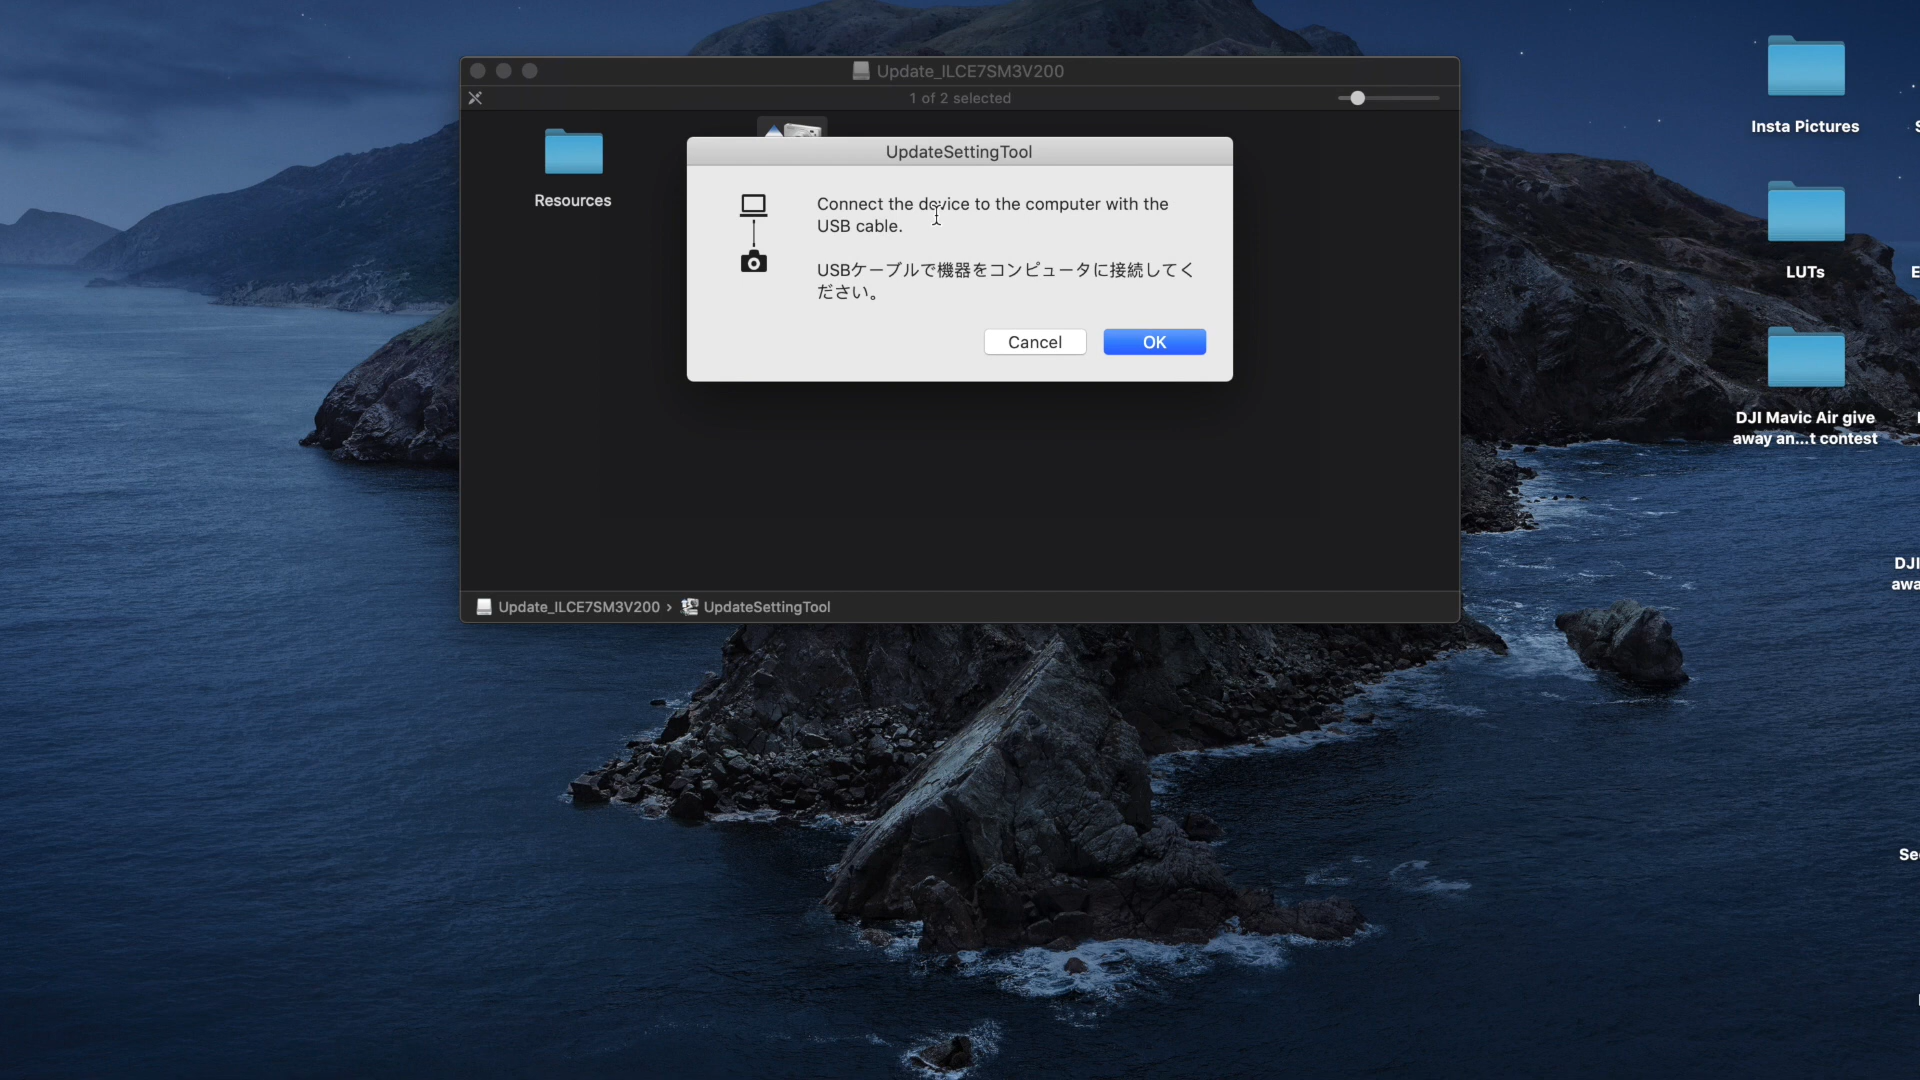 Update_ILCE7SM3V200
1 of 2 selected
Resources
UpdateSettingTool
Connect the device to the computer with the
USB cable.
USBケーブルで機器をコンピュータに接続してく
ださい。
Cancel
OK
Update_ILCE7SM3V200 › UpdateSettingTool
Insta Pictures
LUTs
DJI Mavic Air give
away an...t contest
DJI